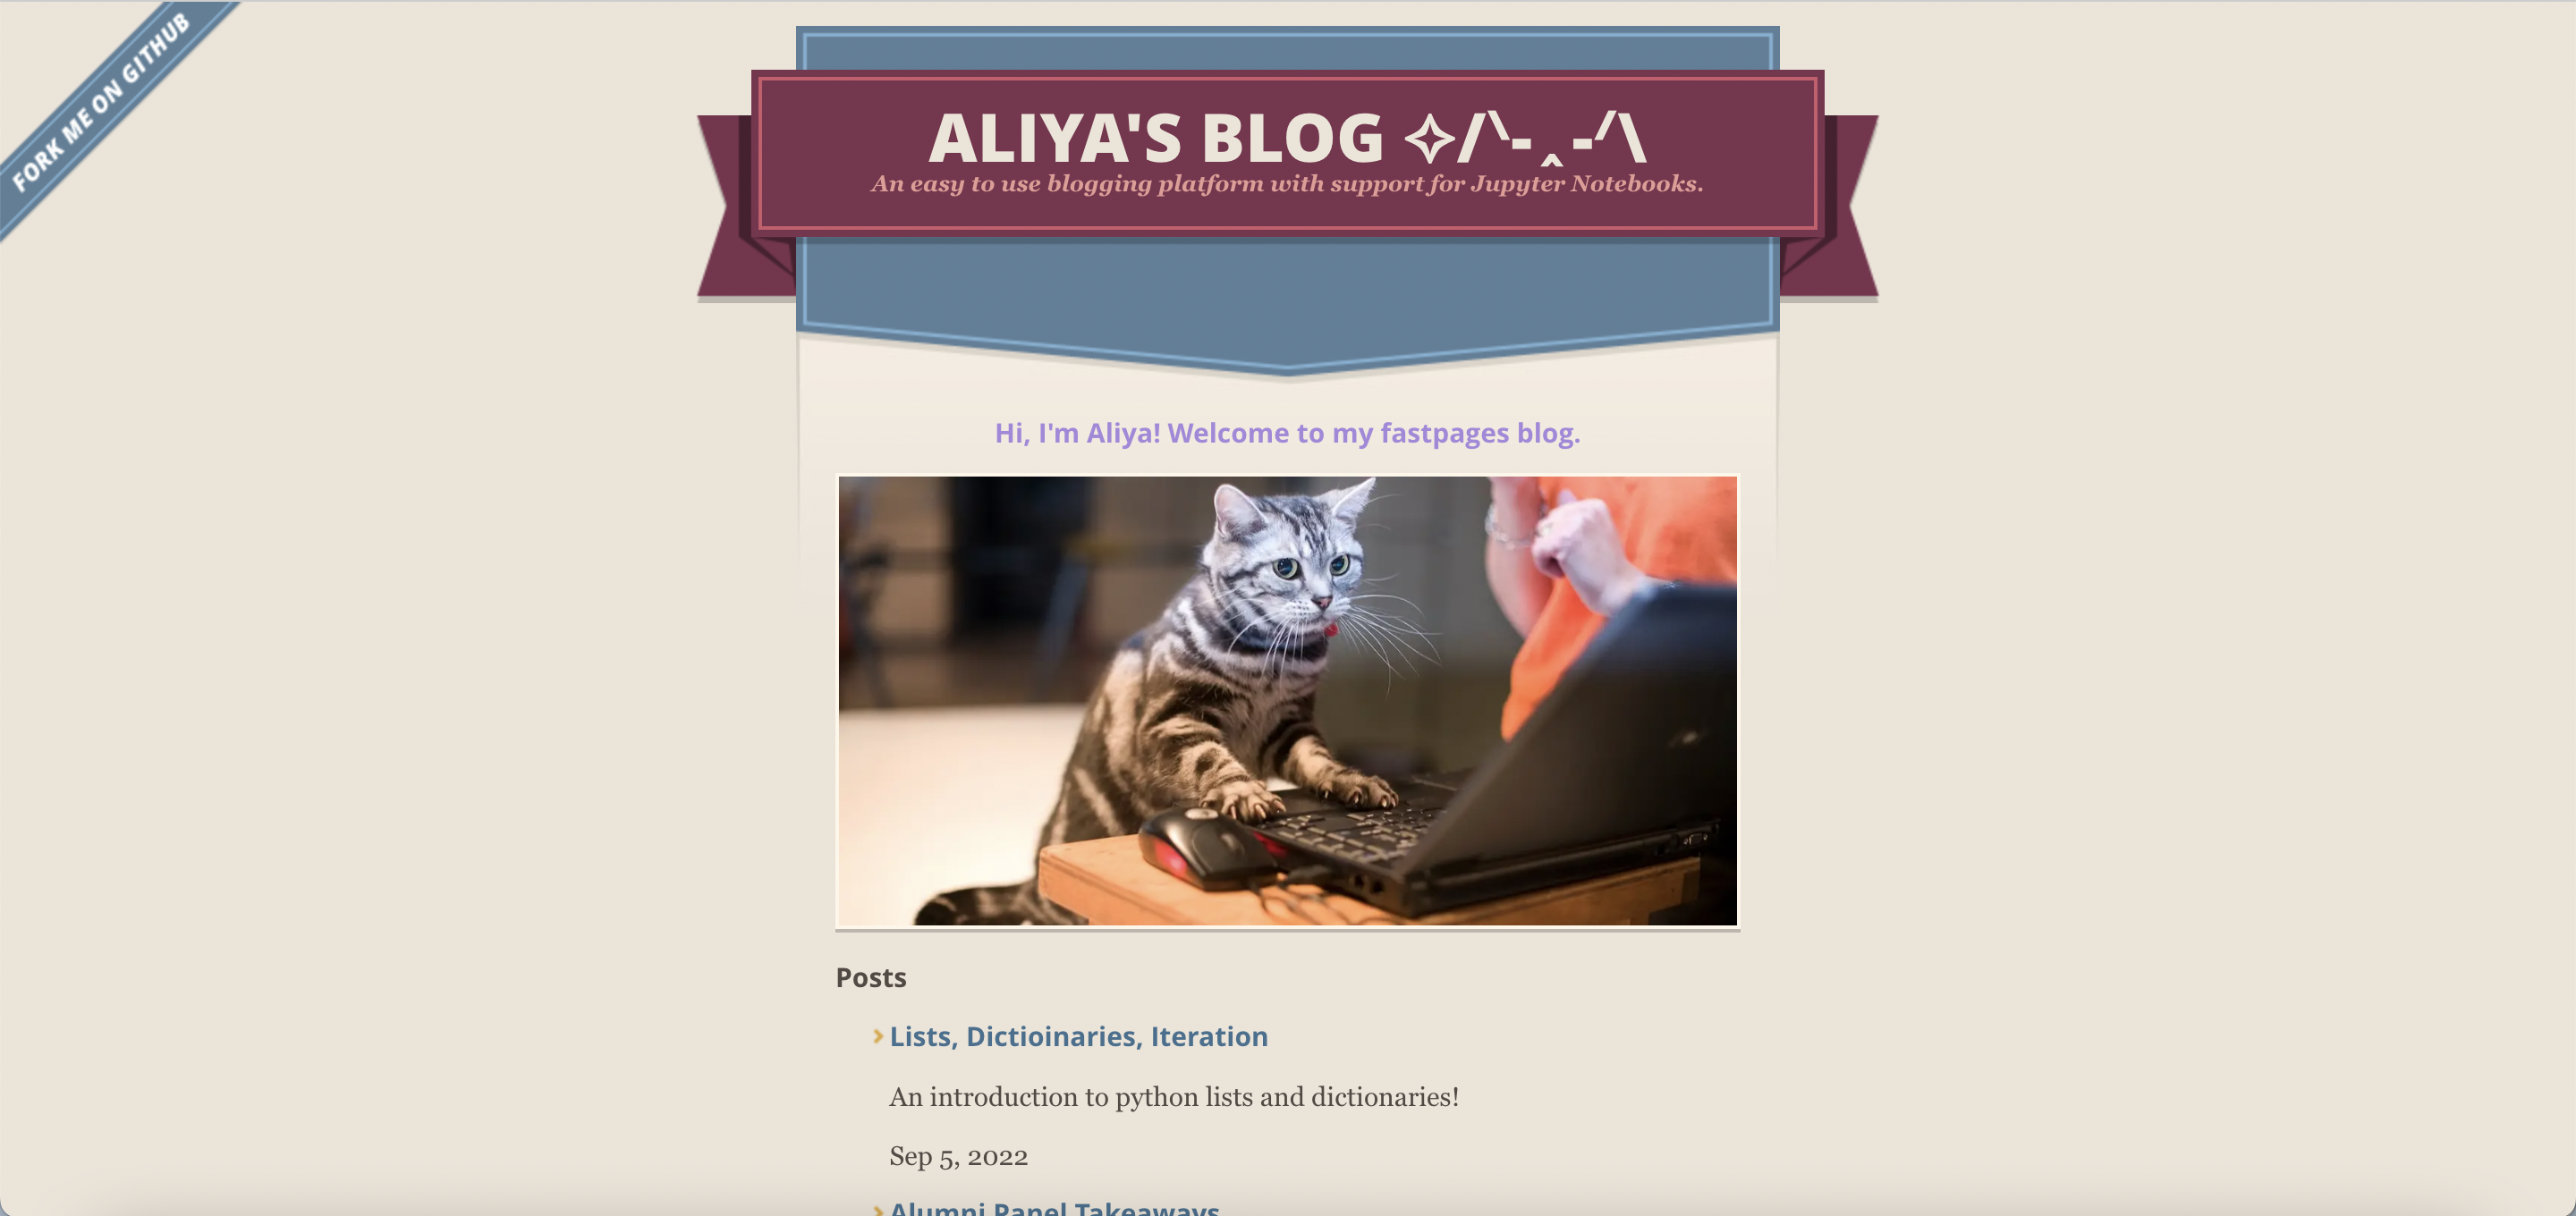 FORK ME ON GITHUB
ALIYA'S BLOG ✧/ᐠ-ꞈ-ᐟ\
An easy to use blogging platform with support for Jupyter Notebooks.
Hi, I'm Aliya! Welcome to my fastpages blog.
Posts
Lists, Dictioinaries, Iteration
An introduction to python lists and dictionaries!
Sep 5, 2022
Alumni Panel Takeaways